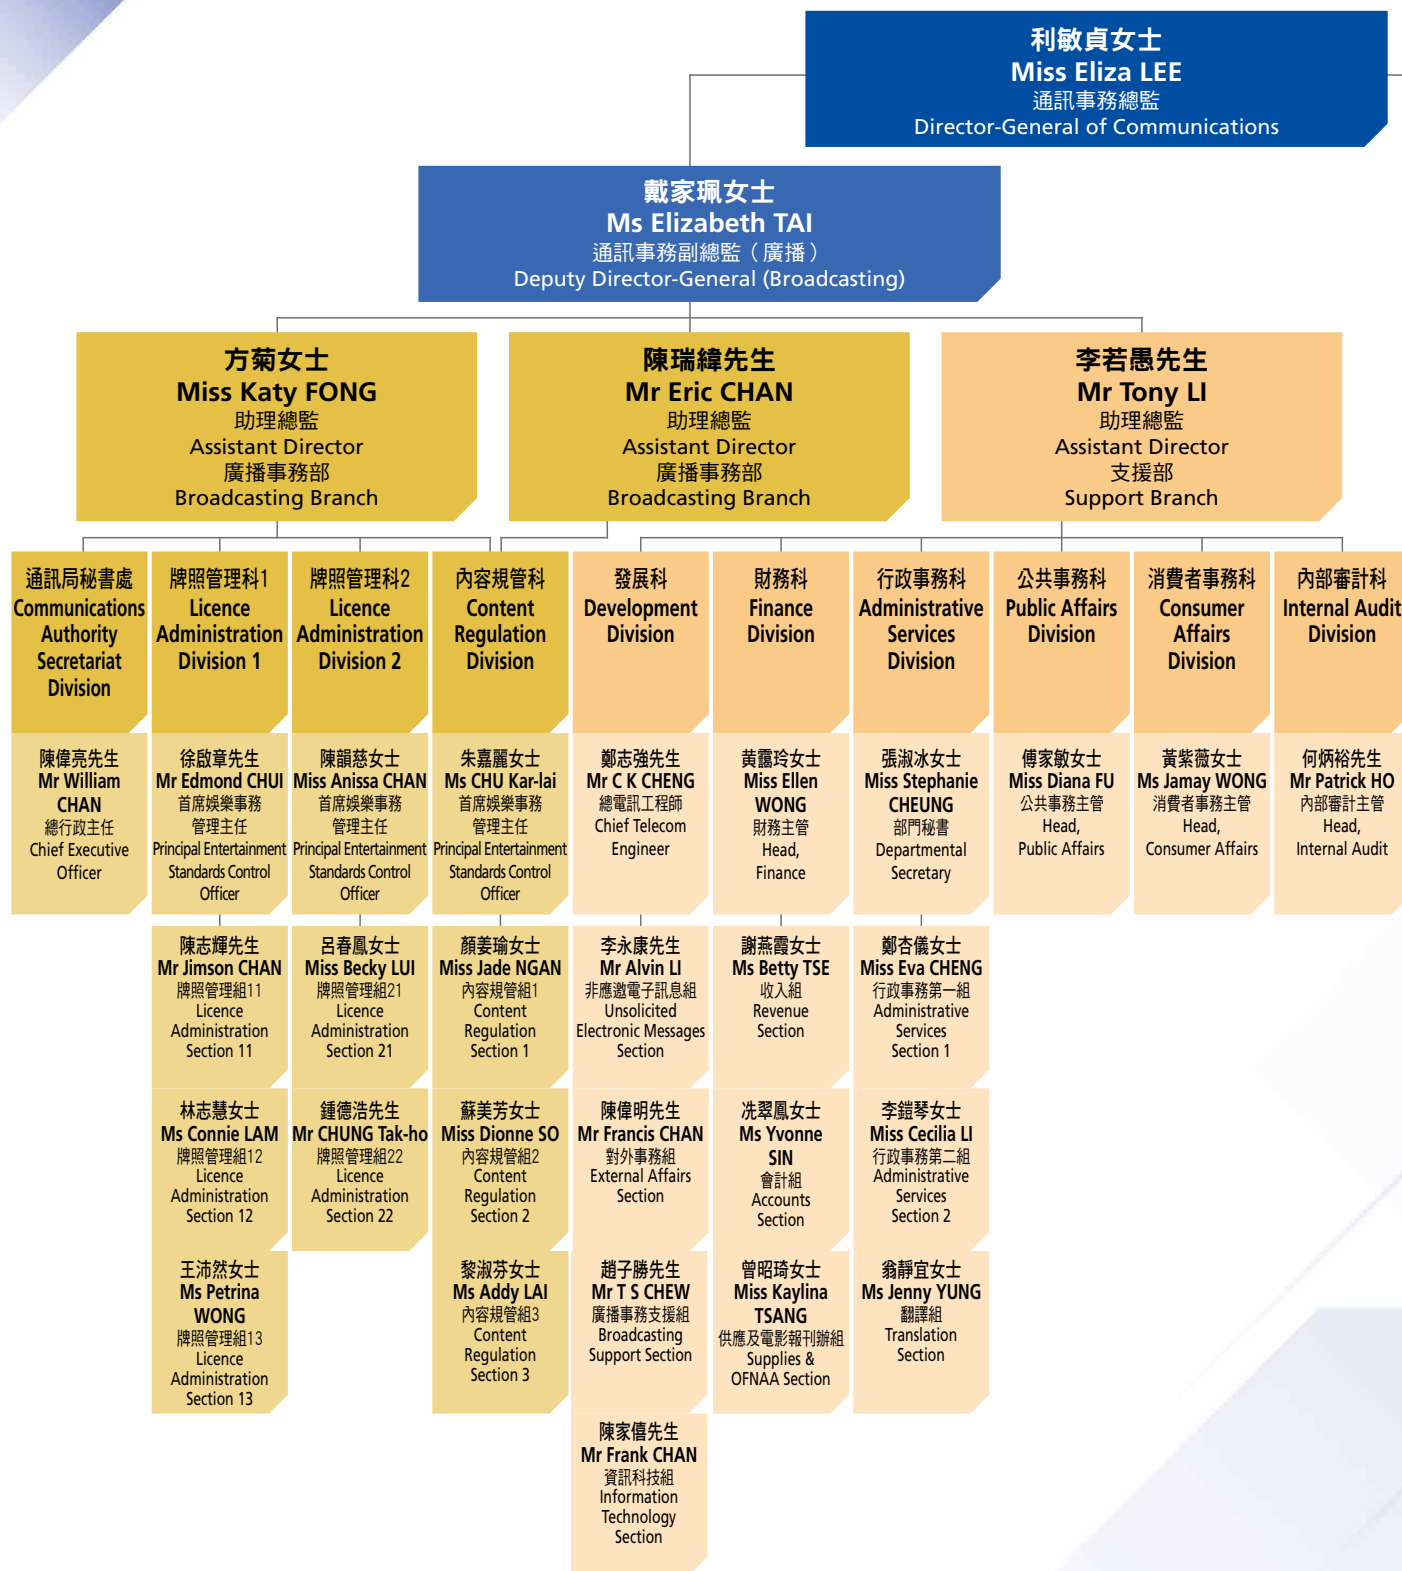 利敏貞女士
Miss Eliza LEE
通訊事務總監
Director-General of Communications
戴家珮女士
Ms Elizabeth TAI
通訊事務副總監（廣播）
Deputy Director-General (Broadcasting)
方菊女士
Miss Katy FONG
助理總監
Assistant Director
廣播事務部
Broadcasting Branch
陳瑞緯先生
Mr Eric CHAN
助理總監
Assistant Director
廣播事務部
Broadcasting Branch
李若愚先生
Mr Tony LI
助理總監
Assistant Director
支援部
Support Branch
通訊局秘書處
Communications
Authority
Secretariat
Division
牌照管理科1
Licence
Administration
Division 1
牌照管理科2
Licence
Administration
Division 2
內容規管科
Content
Regulation
Division
發展科
Development
Division
財務科
Finance
Division
行政事務科
Administrative
Services
Division
公共事務科
Public Affairs
Division
消費者事務科
Consumer
Affairs
Division
內部審計科
Internal Audit
Division
陳偉亮先生
Mr William
CHAN
總行政主任
Chief Executive
Officer
徐啟章先生
Mr Edmond CHUI
首席娛樂事務
管理主任
Principal Entertainment
Standards Control
Officer
陳韻慈女士
Miss Anissa CHAN
首席娛樂事務
管理主任
Principal Entertainment
Standards Control
Officer
朱嘉麗女士
Ms CHU Kar-lai
首席娛樂事務
管理主任
Principal Entertainment
Standards Control
Officer
鄭志強先生
Mr C K CHENG
總電訊工程師
Chief Telecom
Engineer
黄靄玲女士
Miss Ellen
WONG
財務主管
Head,
Finance
張淑冰女士
Miss Stephanie
CHEUNG
部門秘書
Departmental
Secretary
傅家敏女士
Miss Diana FU
公共事務主管
Head,
Public Affairs
黃紫薇女士
Ms Jamay WONG
消費者事務主管
Head,
Consumer Affairs
何炳裕先生
Mr Patrick HO
內部審計主管
Head,
Internal Audit
陳志輝先生
Mr Jimson CHAN
牌照管理組11
Licence
Administration
Section 11
呂春鳳女士
Miss Becky LUI
牌照管理組21
Licence
Administration
Section 21
顏姜瑜女士
Miss Jade NGAN
內容規管組1
Content
Regulation
Section 1
李永康先生
Mr Alvin LI
非應邀電子訊息組
Unsolicited
Electronic Messages
Section
謝燕霞女士
Ms Betty TSE
收入組
Revenue
Section
鄭杏儀女士
Miss Eva CHENG
行政事務第一組
Administrative
Services
Section 1
林志慧女士
Ms Connie LAM
牌照管理組12
Licence
Administration
Section 12
鍾德浩先生
Mr CHUNG Tak-ho
牌照管理組22
Licence
Administration
Section 22
蘇美芳女士
Miss Dionne SO
內容規管組2
Content
Regulation
Section 2
陳偉明先生
Mr Francis CHAN
對外事務組
External Affairs
Section
冼翠鳳女士
Ms Yvonne
SIN
會計組
Accounts
Section
李鎧琴女士
Miss Cecilia LI
行政事務第二組
Administrative
Services
Section 2
王沛然女士
Ms Petrina
WONG
牌照管理組13
Licence
Administration
Section 13
黎淑芬女士
Ms Addy LAI
內容規管組3
Content
Regulation
Section 3
趙子勝先生
Mr T S CHEW
廣播事務支援組
Broadcasting
Support Section
曾昭琦女士
Miss Kaylina
TSANG
供應及電影報刊辦組
Supplies &
OFNAA Section
翁靜宜女士
Ms Jenny YUNG
翻譯組
Translation
Section
陳家僖先生
Mr Frank CHAN
資訊科技組
Information
Technology
Section